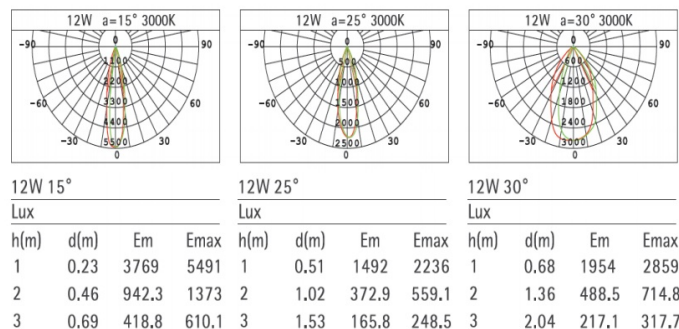 12W a=15° 3000K
-90 0 90
1100
2200
-60 3300 60
4400
-30 5500 30
0
12W 15°
Lux
h(m) d(m) Em Emax
1 0.23 3769 5491
2 0.46 942.3 1373
3 0.69 418.8 610.1
12W a=25° 3000K
-90 0 90
500
1000
-60 1500 60
2000
-30 2500 30
0
12W 25°
Lux
h(m) d(m) Em Emax
1 0.51 1492 2236
2 1.02 372.9 559.1
3 1.53 165.8 248.5
12W a=30° 3000K
-90 0 90
600
1200
-60 1800 60
2400
-30 3000 30
0
12W 30°
Lux
h(m) d(m) Em Emax
1 0.68 1954 2859
2 1.36 488.5 714.8
3 2.04 217.1 317.7